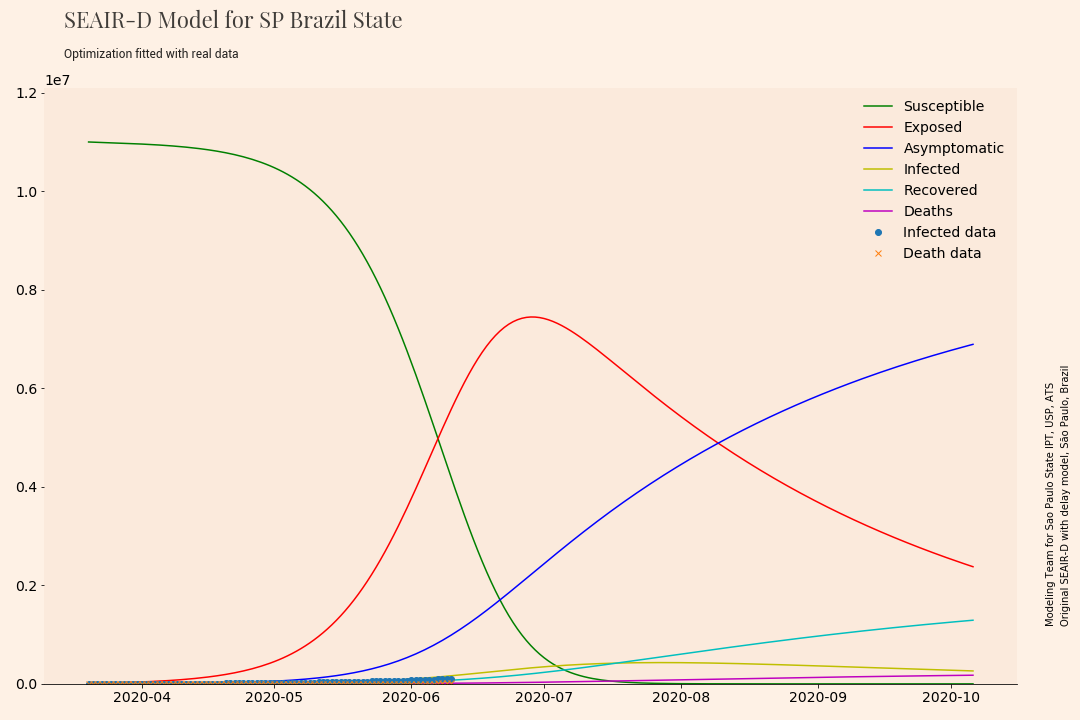 SEAIR-D Model for SP Brazil State
Optimization fitted with real data
1e7
1.2
1.0
0.8
0.6
0.4
0.2
0.0
2020-04
2020-05
2020-06
2020-07
2020-08
2020-09
2020-10
Susceptible
Exposed
Asymptomatic
Infected
Recovered
Deaths
Infected data
Death data
Modeling Team for Sao Paulo State IPT, USP, ATS
Original SEAIR-D with delay model, São Paulo, Brazil